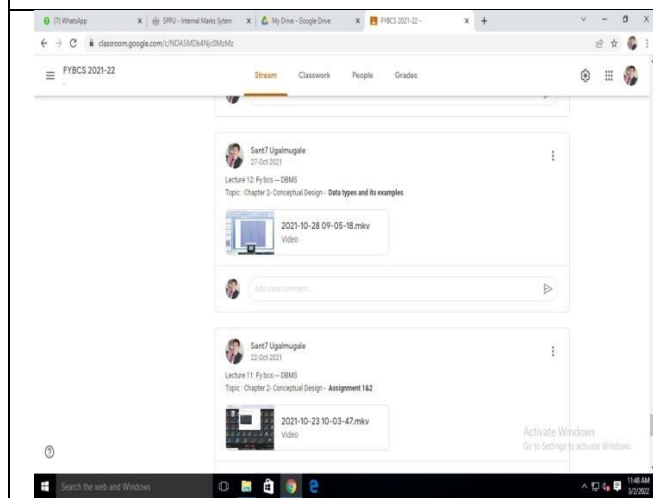 (7) WhatsApp
SPPU - Internal Marks Sytem
My Drive - Google Drive
FYBCS 2021-22 -
classroom.google.com/c/NDA5MDk4Njc0MzMz
FYBCS 2021-22
Stream Classwork People Grades
Sant7 Ugalmugale
27-Oct-2021
Lecture 12: Fy bcs -- DBMS
Topic : Chapter 2- Conceptual Design - Data types and its examples
2021-10-28 09-05-18.mkv
Video
Add class comment...
Sant7 Ugalmugale
22-Oct-2021
Lecture 11: Fy bcs -- DBMS
Topic : Chapter 2- Conceptual Design - Assignment 1&2
2021-10-23 10-03-47.mkv
Video
Activate Windows
Go to Settings to activate Windows.
Search the web and Windows
11:48 AM
3/2/2022